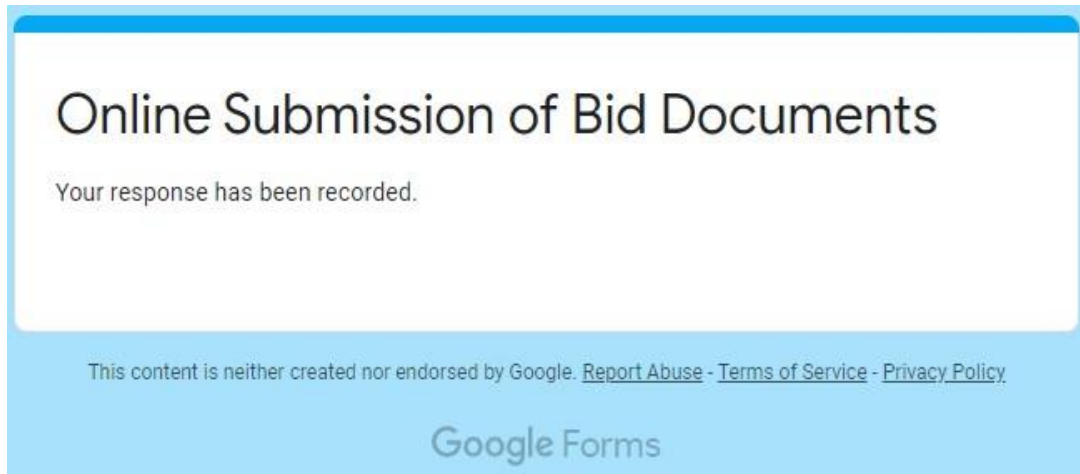 Online Submission of Bid Documents
Your response has been recorded.
This content is neither created nor endorsed by Google. Report Abuse - Terms of Service - Privacy Policy
Google Forms